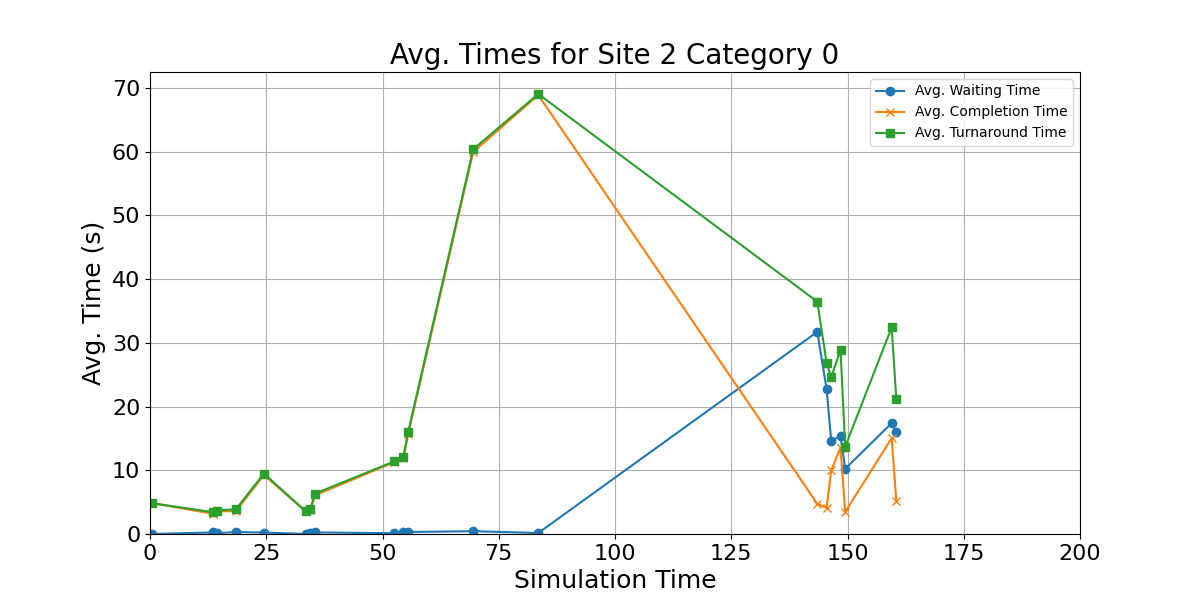 Avg. Times for Site 2 Category 0
Avg. Waiting Time
Avg. Completion Time
Avg. Turnaround Time
Avg. Time (s)
70
60
50
40
30
20
10
0
0 25 50 75 100 125 150 175 200
Simulation Time